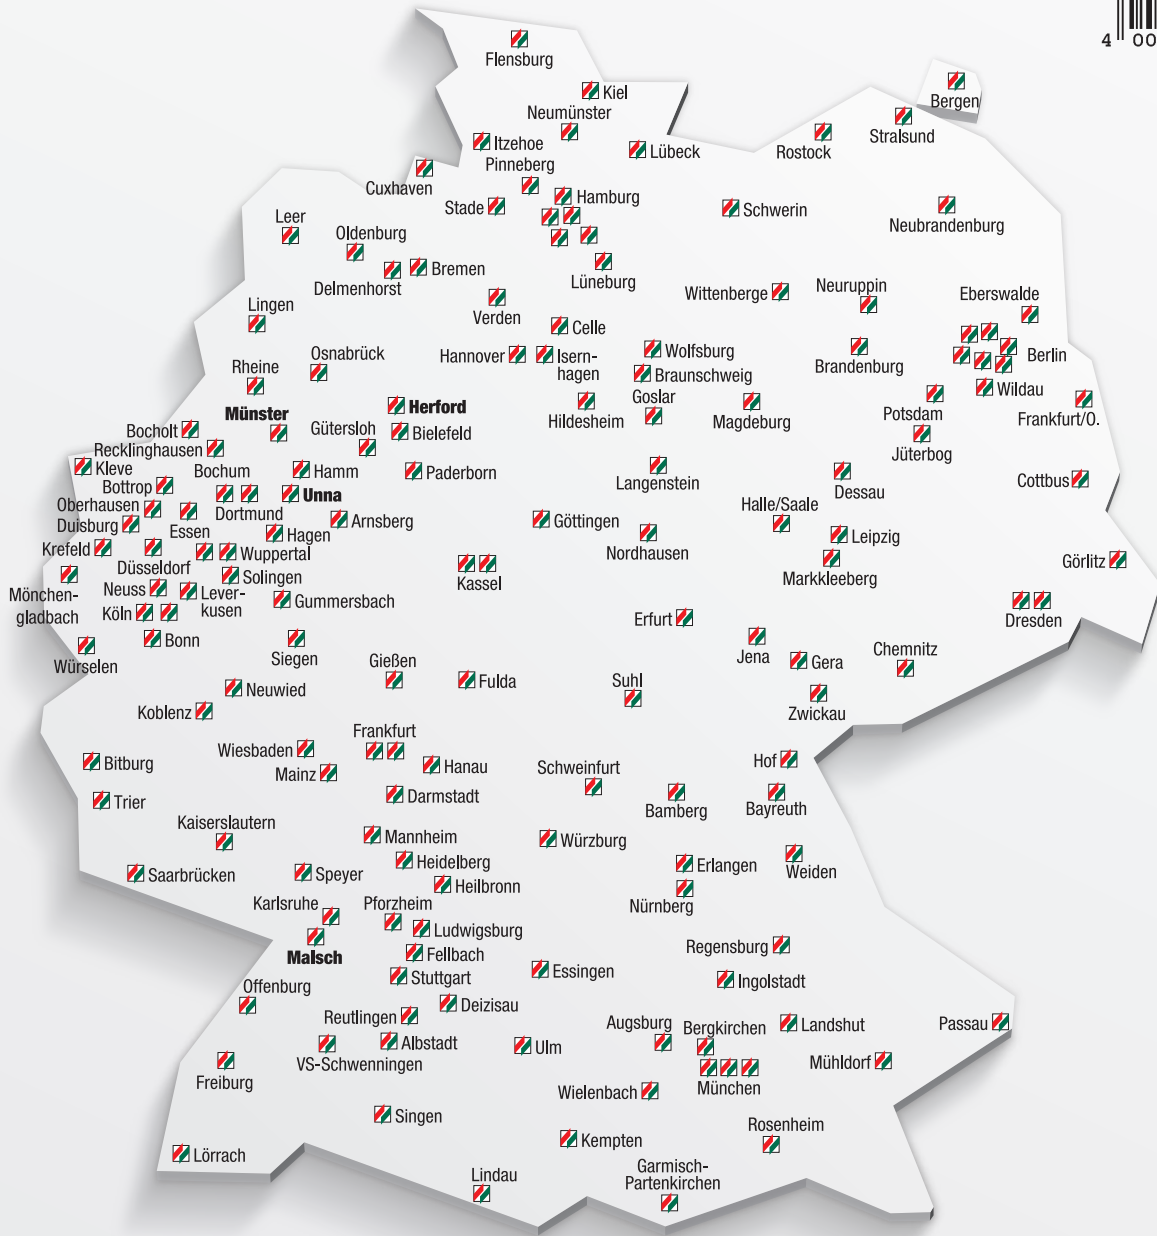 4 00
Flensburg
Kiel
Bergen
Neumünster
Stralsund
Itzehoe
Lübeck
Rostock
Pinneberg
Cuxhaven
Hamburg
Stade
Schwerin
Leer
Neubrandenburg
Oldenburg
Bremen
Lüneburg
Delmenhorst
Wittenberge
Neuruppin
Eberswalde
Lingen
Verden
Celle
Osnabrück
Hannover
Isern-
hagen
Wolfsburg
Brandenburg
Berlin
Rheine
Braunschweig
Wildau
Herford
Goslar
Münster
Hildesheim
Magdeburg
Potsdam
Frankfurt/O.
Bocholt
Gütersloh
Bielefeld
Jüterbog
Recklinghausen
Kleve
Bochum
Hamm
Paderborn
Langenstein
Dessau
Cottbus
Bottrop
Unna
Oberhausen
Dortmund
Halle/Saale
Duisburg
Essen
Hagen
Arnsberg
Göttingen
Nordhausen
Leipzig
Krefeld
Wuppertal
Düsseldorf
Kassel
Markkleeberg
Görlitz
Solingen
Mönchen-
gladbach
Neuss
Lever-
kusen
Gummersbach
Köln
Erfurt
Dresden
Bonn
Siegen
Jena
Würselen
Gießen
Gera
Chemnitz
Neuwied
Fulda
Suhl
Koblenz
Zwickau
Frankfurt
Wiesbaden
Bitburg
Mainz
Hanau
Schweinfurt
Hof
Trier
Darmstadt
Bamberg
Bayreuth
Kaiserslautern
Mannheim
Würzburg
Saarbrücken
Speyer
Heidelberg
Erlangen
Weiden
Heilbronn
Karlsruhe
Pforzheim
Nürnberg
Ludwigsburg
Malsch
Fellbach
Regensburg
Stuttgart
Essingen
Ingolstadt
Offenburg
Deizisau
Reutlingen
Augsburg
Bergkirchen
Landshut
Passau
VS-Schwenningen
Albstadt
Ulm
Freiburg
München
Mühldorf
Wielenbach
Singen
Rosenheim
Lörrach
Kempten
Lindau
Garmisch-
Partenkirchen